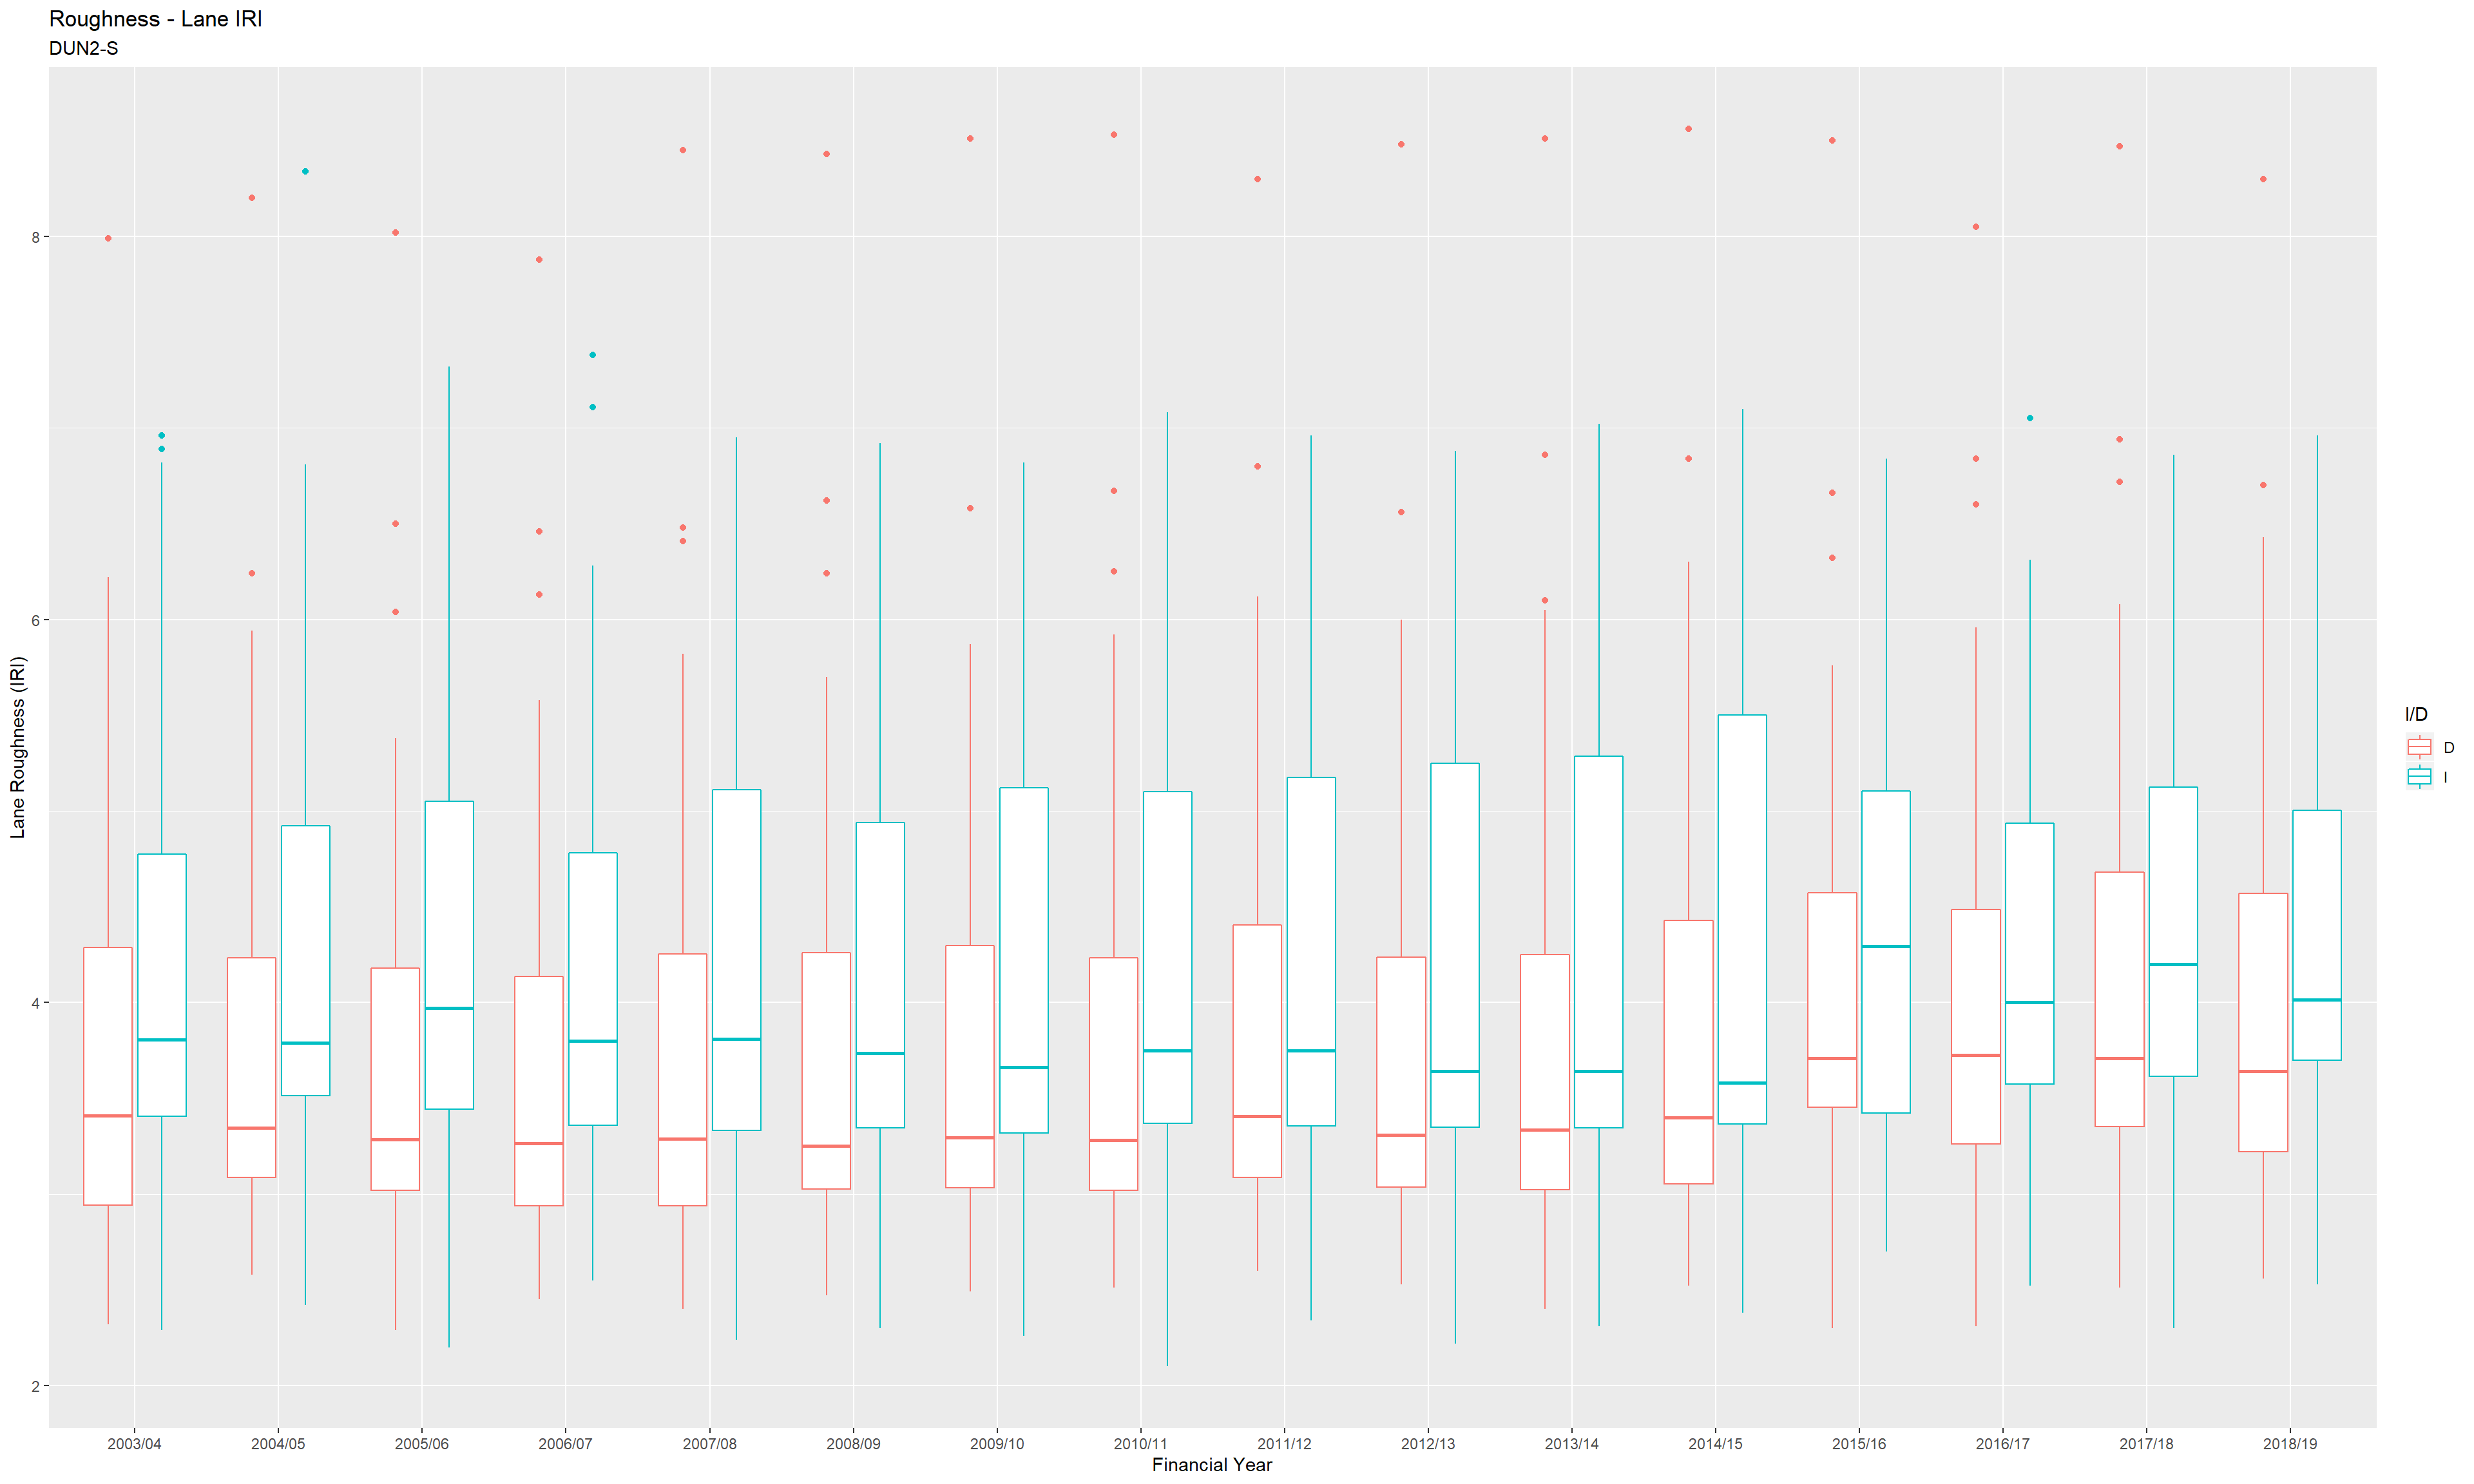 Roughness - Lane IRI
DUN2-S
Lane Roughness (IRI)
8
6
4
2
2003/04 2004/05 2005/06 2006/07 2007/08 2008/09 2009/10 2010/11 2011/12 2012/13 2013/14 2014/15 2015/16 2016/17 2017/18 2018/19
Financial Year
I/D
D
I